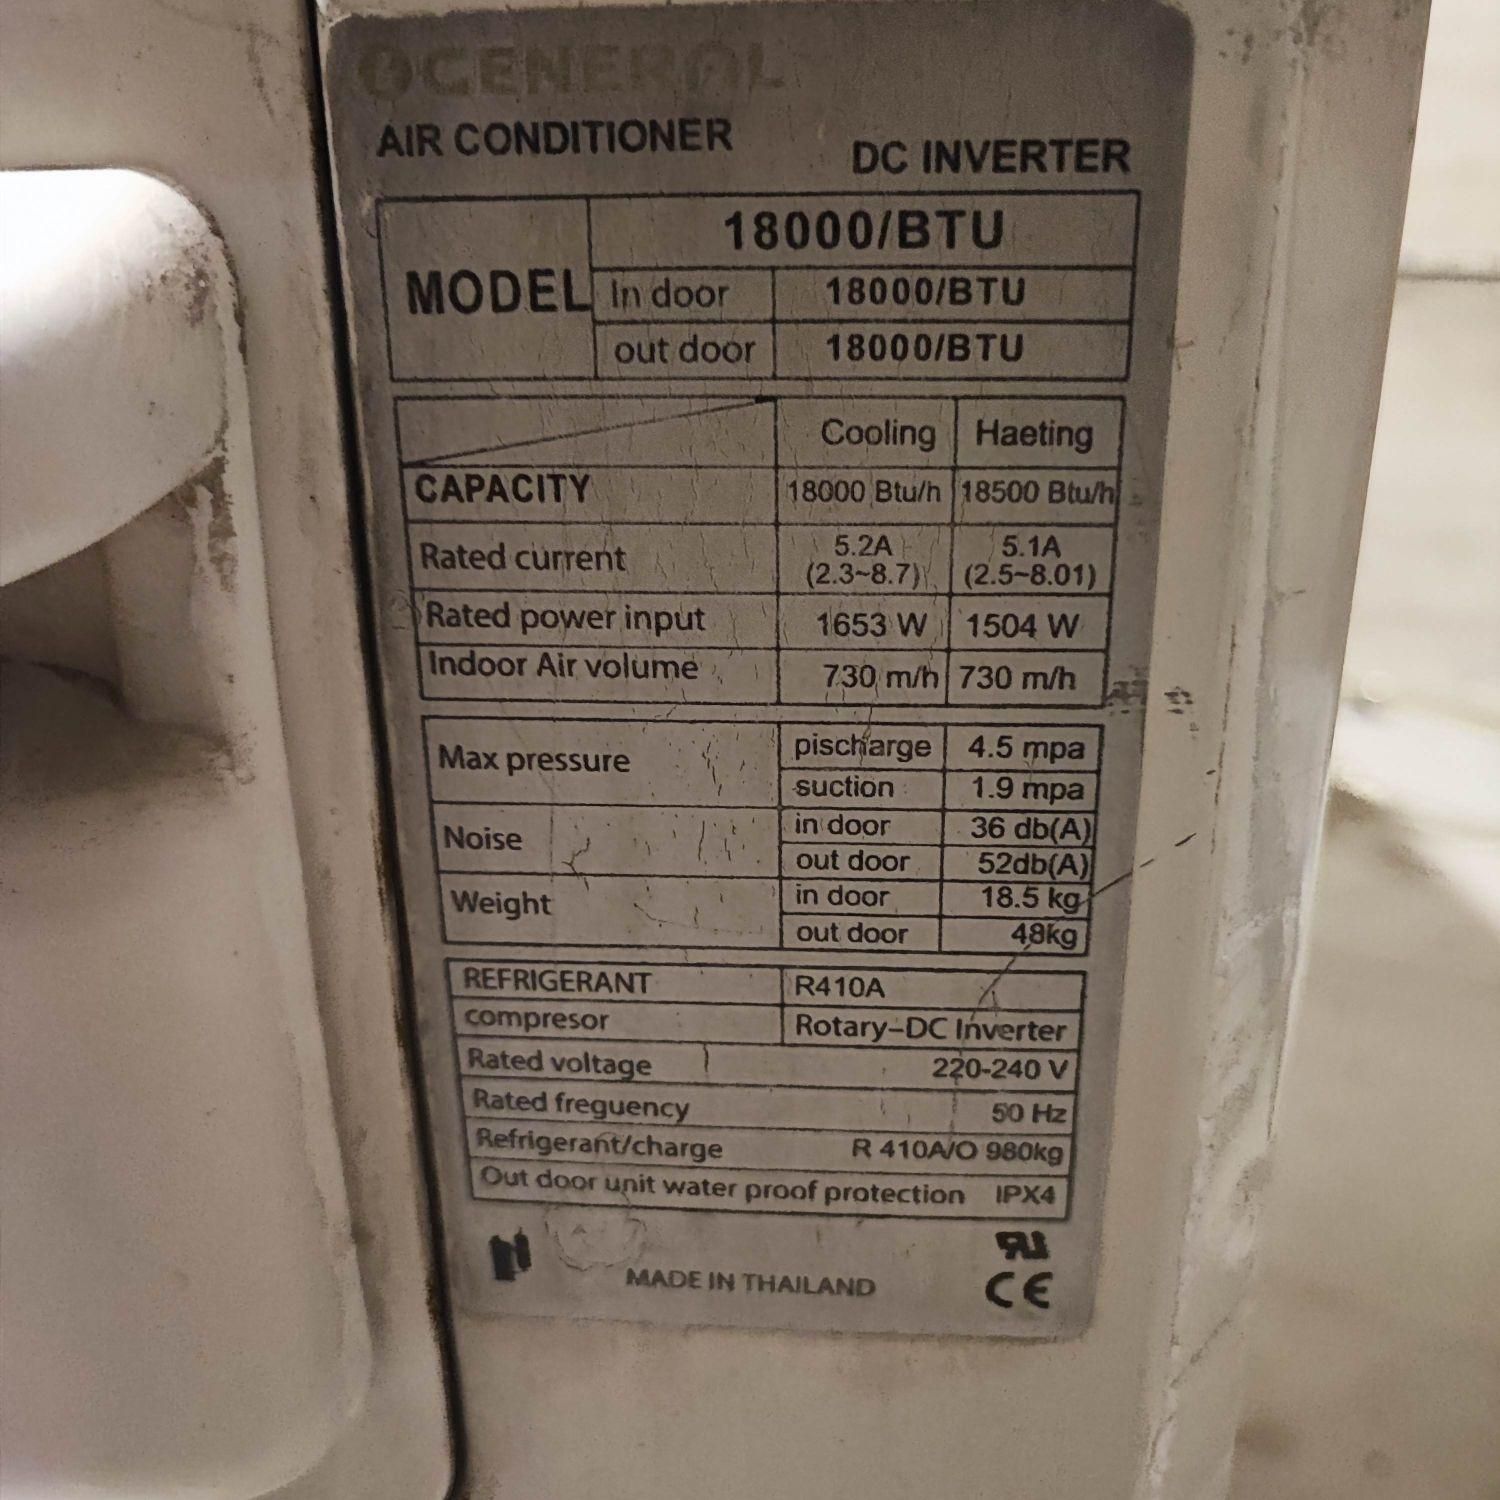 GENERAL
AIR CONDITIONER
DC INVERTER
MODEL
18000/BTU
In door 18000/BTU
out door 18000/BTU
Cooling Haeting
CAPACITY 18000 Btu/h 18500 Btu/h
Rated current 5.2A (2.3~8.7) 5.1A (2.5~8.01)
Rated power input 1653 W 1504 W
Indoor Air volume 730 m/h 730 m/h
Max pressure pischarge 4.5 mpa
suction 1.9 mpa
Noise in door 36 db(A)
out door 52db(A)
Weight in door 18.5 kg
out door 48kg
REFRIGERANT R410A
compresor Rotary-DC Inverter
Rated voltage 220-240 V
Rated freguency 50 Hz
Refrigerant/charge R 410A/O 980kg
Out door unit water proof protection IPX4
MADE IN THAILAND
CE